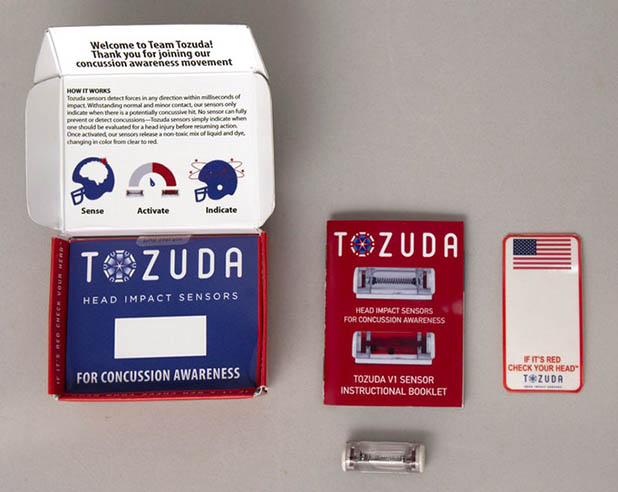 Welcome to Team Tozuda!
Thank you for joining our
concussion awareness movement
HOW IT WORKS
Tozuda sensors detect forces in any direction within milliseconds of
impact. Withstanding normal and minor contact, our sensors only
indicate when there is a potentially concussive hit. No sensor can fully
prevent or detect concussions—Tozuda sensors simply indicate when
one should be evaluated for a head injury before resuming action.
Once activated, our sensors release a non-toxic mix of liquid and dye,
changing in color from clear to red.
Sense
Activate
Indicate
TOZUDA
HEAD IMPACT SENSORS
FOR CONCUSSION AWARENESS
IF IT'S RED CHECK YOUR HEAD™
TOZUDA
HEAD IMPACT SENSORS
FOR CONCUSSION AWARENESS
TOZUDA V1 SENSOR
INSTRUCTIONAL BOOKLET
IF IT'S RED
CHECK YOUR HEAD™
TOZUDA
HEAD IMPACT SENSORS